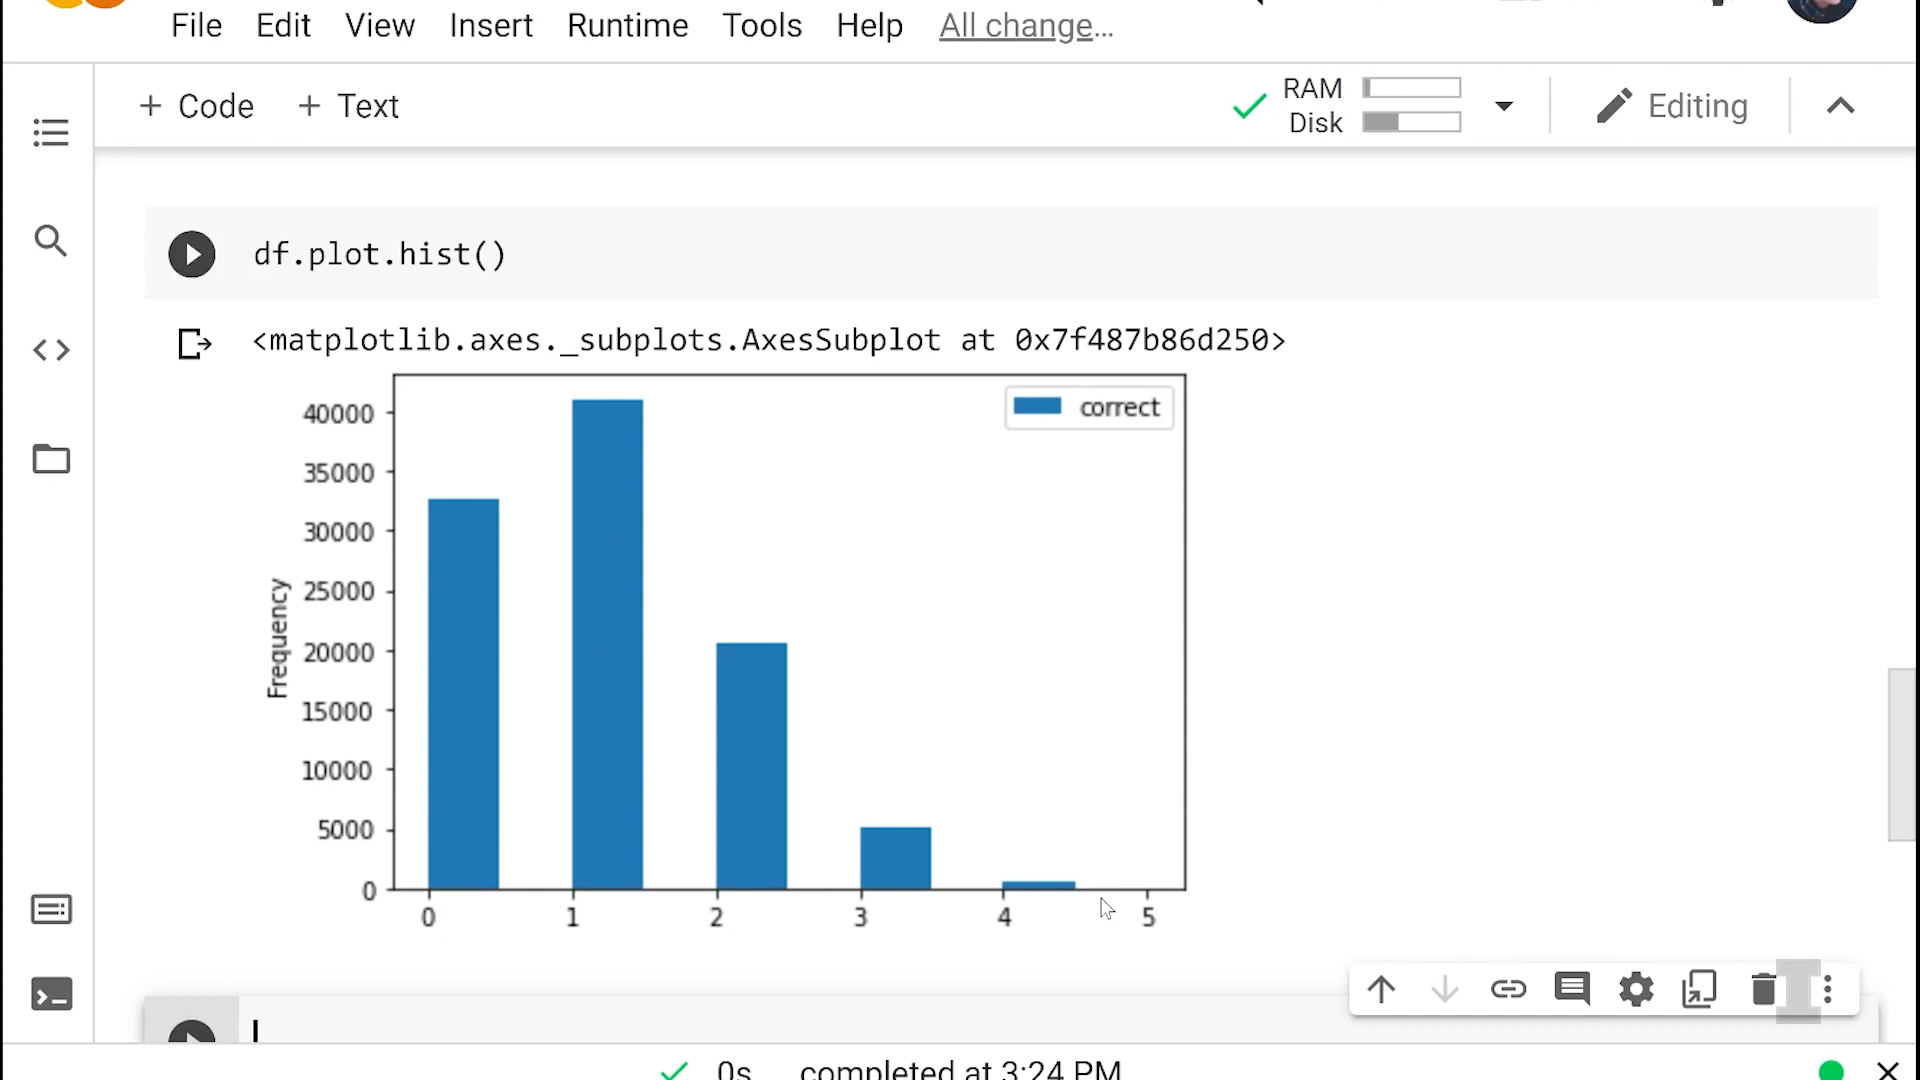 File Edit View Insert Runtime Tools Help All change...
+ Code + Text
RAM
Disk
Editing
df.plot.hist()
<matplotlib.axes._subplots.AxesSubplot at 0x7f487b86d250>
correct
40000
35000
30000
25000
20000
15000
10000
5000
0
Frequency
0 1 2 3 4 5
0s completed at 3:24 PM